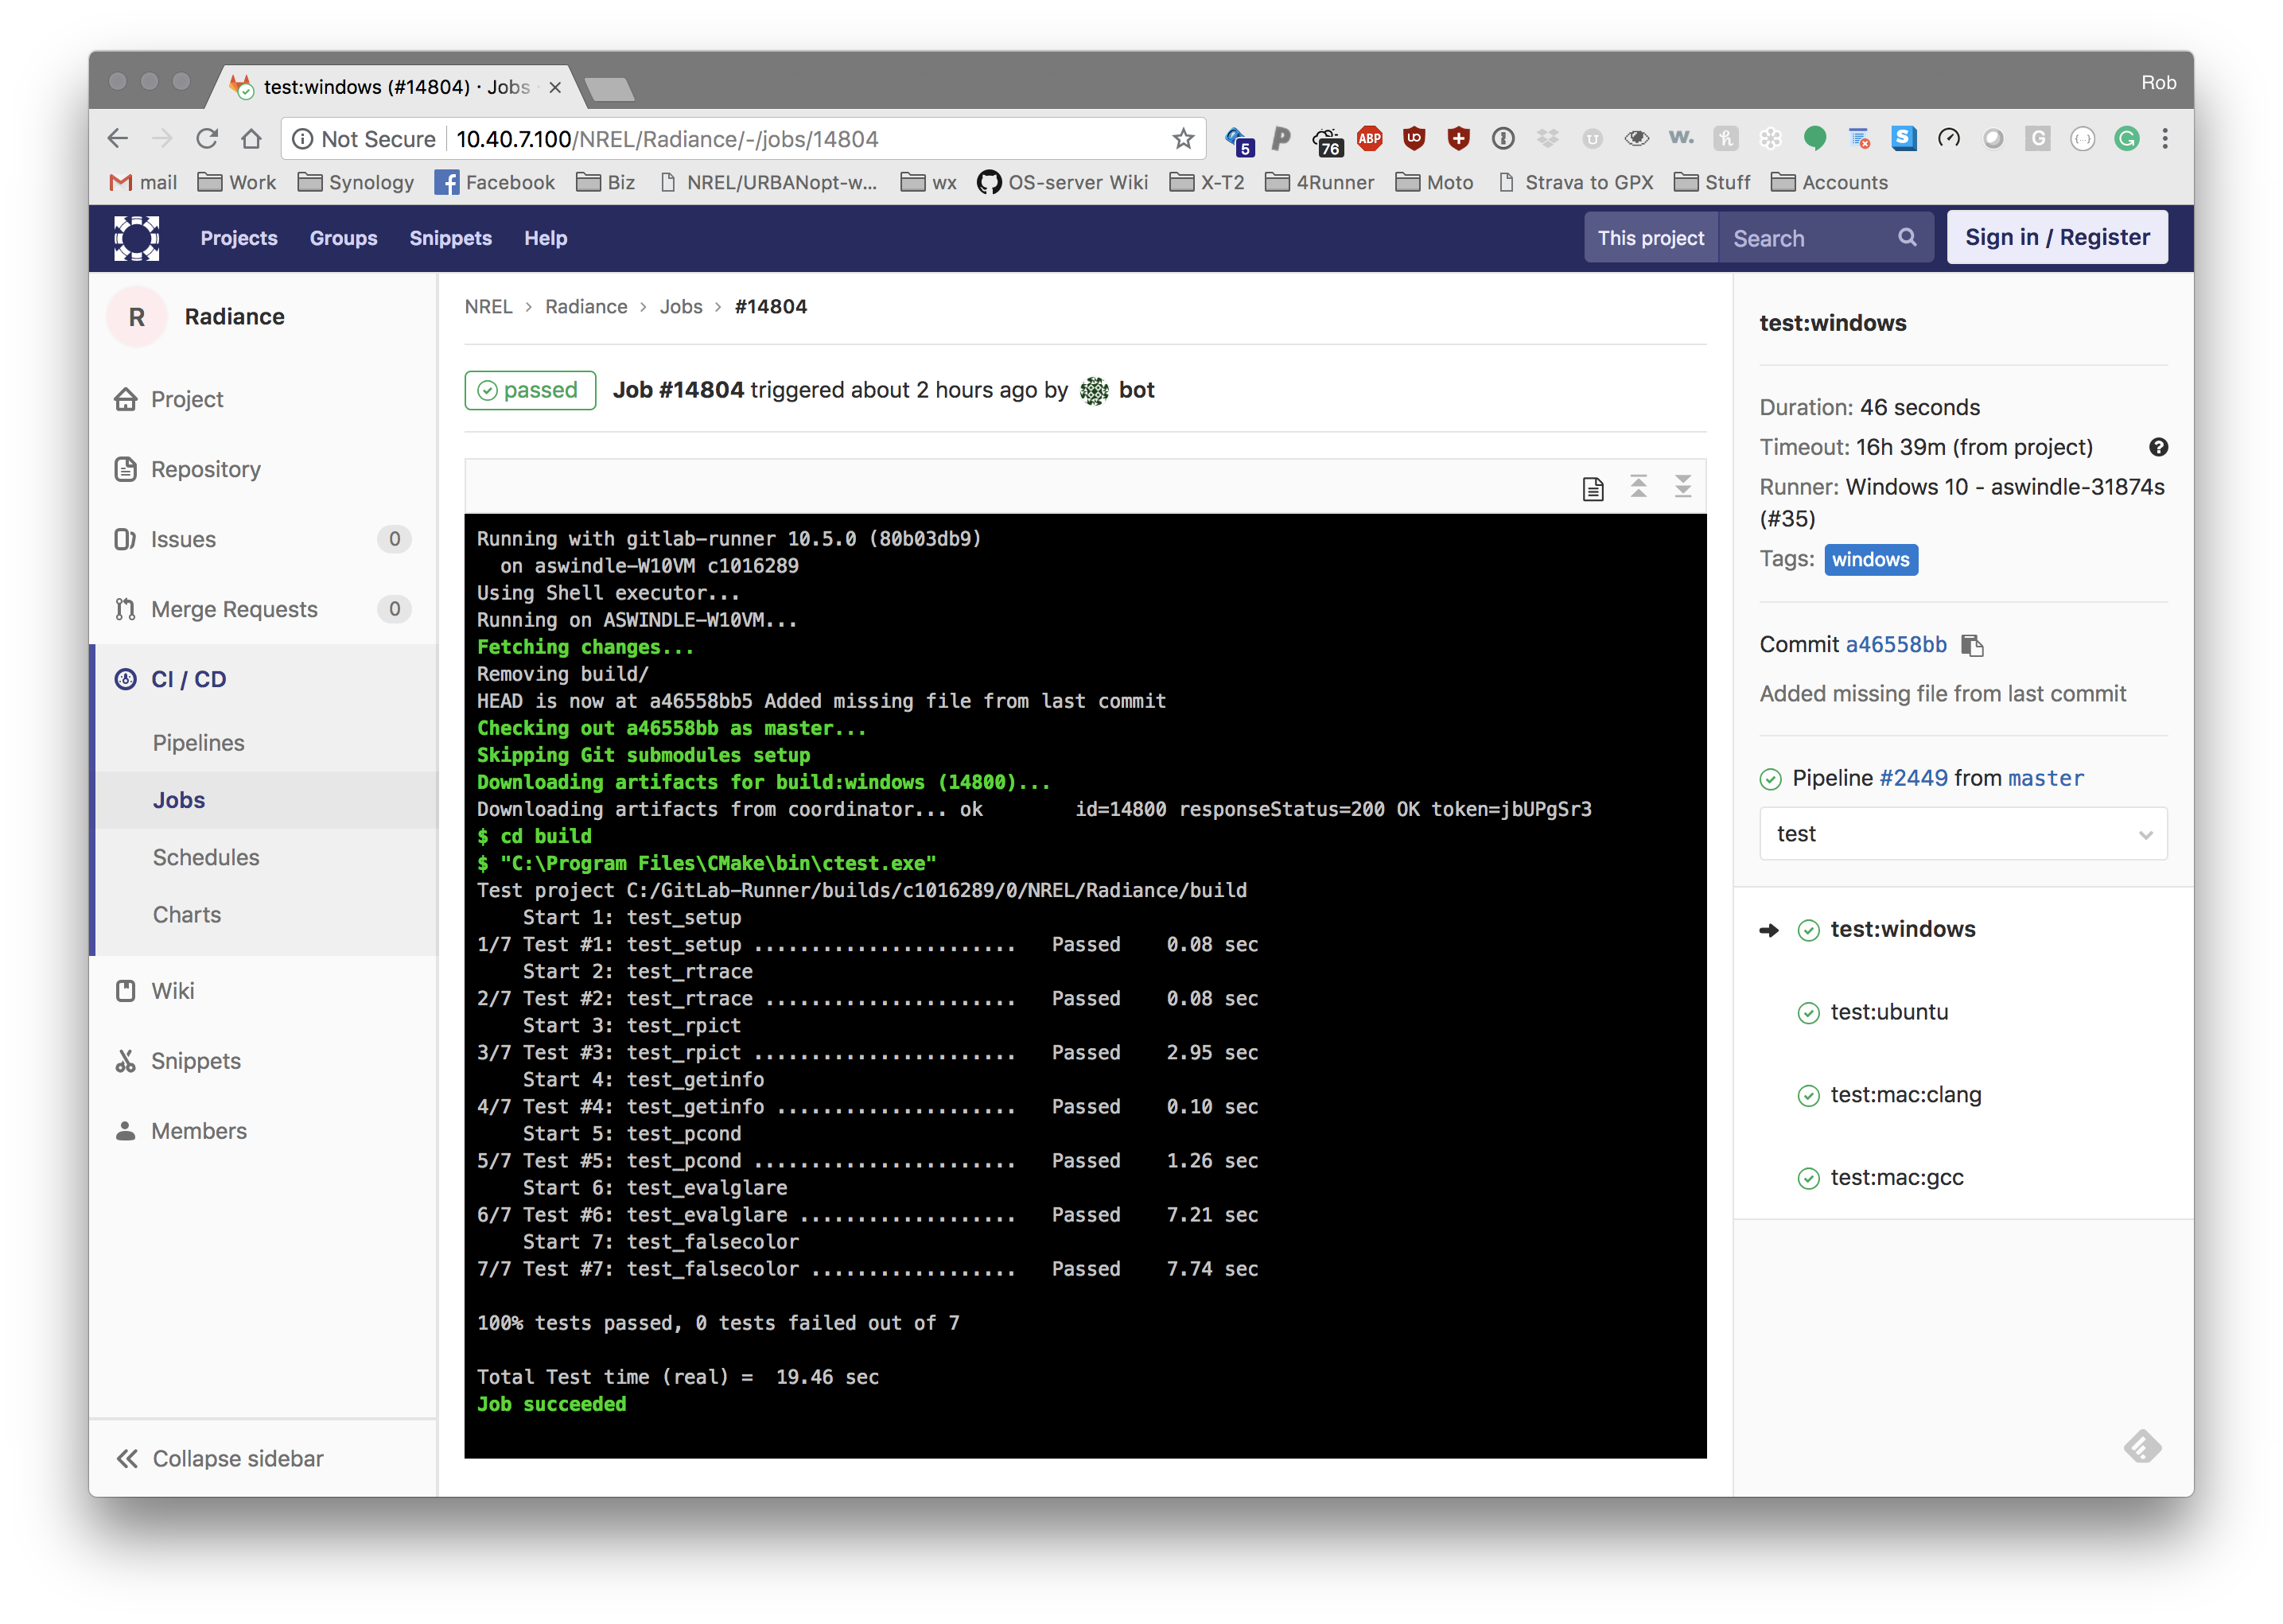 test:windows (#14804) · Jobs
Rob
Not Secure 10.40.7.100/NREL/Radiance/-/jobs/14804
5 76 ABP
mail Work Synology Facebook Biz NREL/URBANopt-w... wx OS-server Wiki X-T2 4Runner Moto Strava to GPX Stuff Accounts
Projects Groups Snippets Help This project Search Sign in / Register
R Radiance
Project
Repository
Issues 0
Merge Requests 0
CI / CD
Pipelines
Jobs
Schedules
Charts
Wiki
Snippets
Members
Collapse sidebar
NREL > Radiance > Jobs > #14804
passed Job #14804 triggered about 2 hours ago by bot
Running with gitlab-runner 10.5.0 (80b03db9)
on aswindle-W10VM c1016289
Using Shell executor...
Running on ASWINDLE-W10VM...
Fetching changes...
Removing build/
HEAD is now at a46558bb5 Added missing file from last commit
Checking out a46558bb as master...
Skipping Git submodules setup
Downloading artifacts for build:windows (14800)...
Downloading artifacts from coordinator... ok id=14800 responseStatus=200 OK token=jbUPgSr3
$ cd build
$ "C:\Program Files\CMake\bin\ctest.exe"
Test project C:/GitLab-Runner/builds/c1016289/0/NREL/Radiance/build
Start 1: test_setup
1/7 Test #1: test_setup ....................... Passed 0.08 sec
Start 2: test_rtrace
2/7 Test #2: test_rtrace ...................... Passed 0.08 sec
Start 3: test_rpict
3/7 Test #3: test_rpict ....................... Passed 2.95 sec
Start 4: test_getinfo
4/7 Test #4: test_getinfo ..................... Passed 0.10 sec
Start 5: test_pcond
5/7 Test #5: test_pcond ....................... Passed 1.26 sec
Start 6: test_evalglare
6/7 Test #6: test_evalglare ................... Passed 7.21 sec
Start 7: test_falsecolor
7/7 Test #7: test_falsecolor .................. Passed 7.74 sec
100% tests passed, 0 tests failed out of 7
Total Test time (real) = 19.46 sec
Job succeeded
test:windows
Duration: 46 seconds
Timeout: 16h 39m (from project)
Runner: Windows 10 - aswindle-31874s
(#35)
Tags: windows
Commit a46558bb
Added missing file from last commit
Pipeline #2449 from master
test
test:windows
test:ubuntu
test:mac:clang
test:mac:gcc